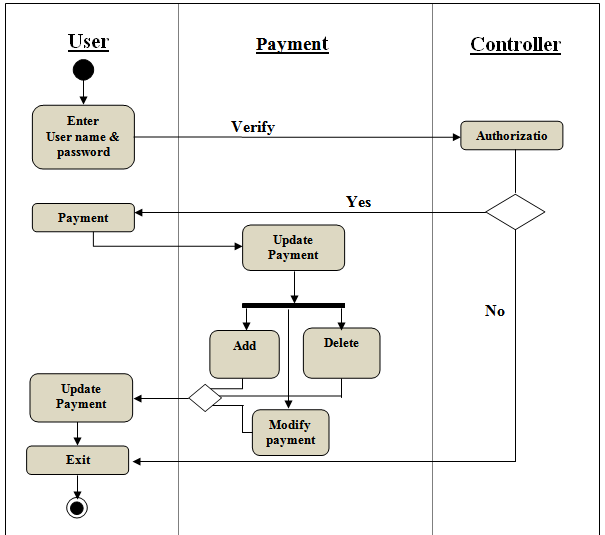 User
Payment
Controller
Enter
User name &
password
Verify
Authorizatio
Yes
Payment
Update
Payment
No
Add
Delete
Update
Payment
Modify
payment
Exit